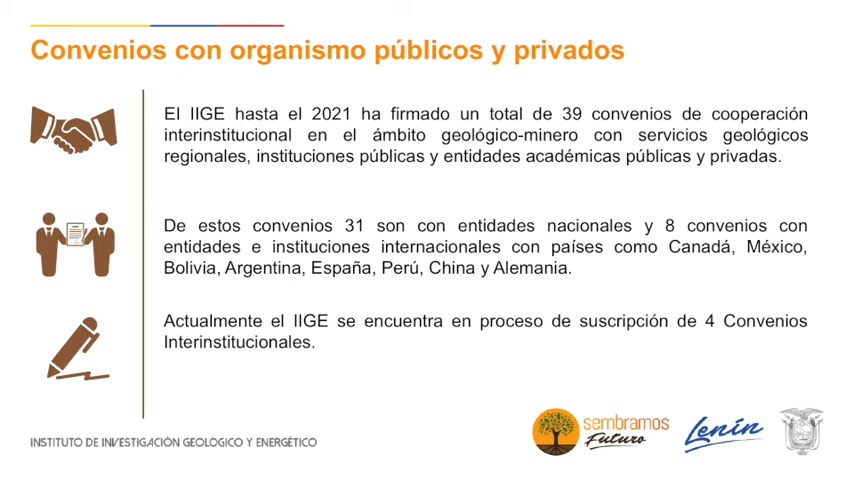 Convenios con organismo públicos y privados
El IIGE hasta el 2021 ha firmado un total de 39 convenios de cooperación
interinstitucional en el ámbito geológico-minero con servicios geológicos
regionales, instituciones públicas y entidades académicas públicas y privadas.
De estos convenios 31 son con entidades nacionales y 8 convenios con
entidades e instituciones internacionales con países como Canadá, México,
Bolivia, Argentina, España, Perú, China y Alemania.
Actualmente el IIGE se encuentra en proceso de suscripción de 4 Convenios
Interinstitucionales.
INSTITUTO DE INVESTIGACIÓN GEOLÓGICO Y ENERGÉTICO
sembramos
Futuro
Lenín